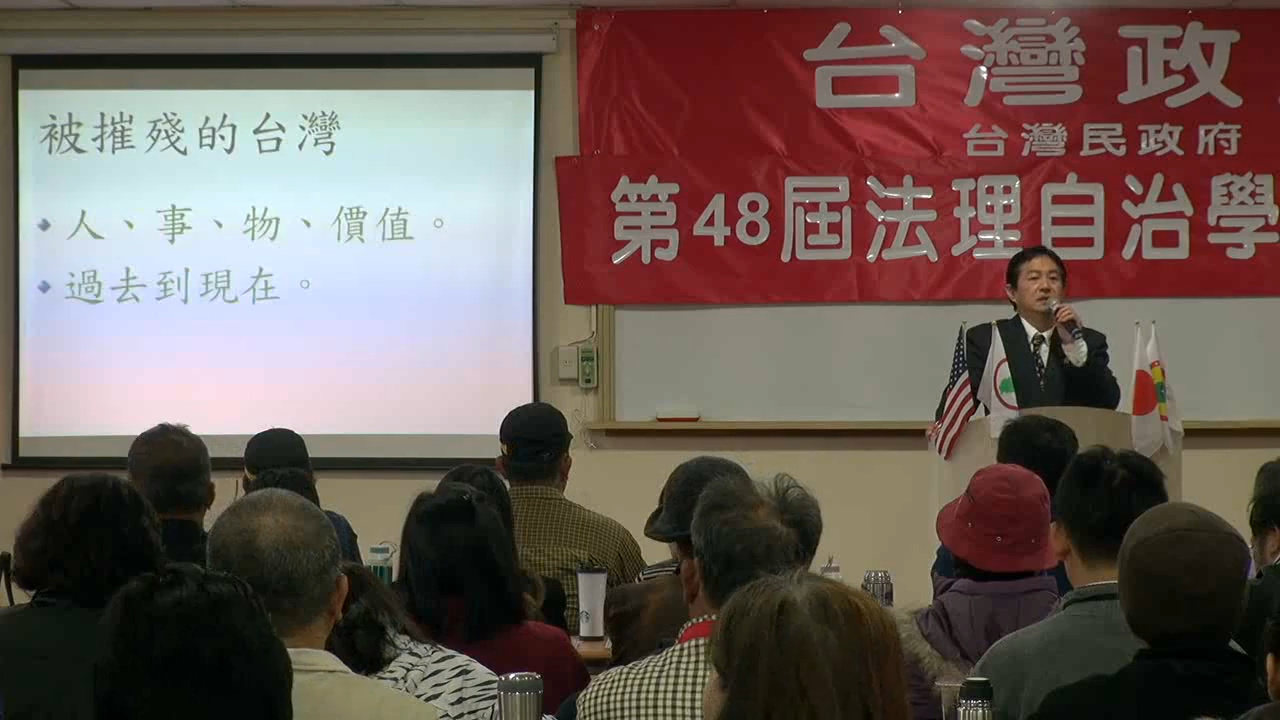 被摧殘的台灣
人、事、物、價值。
過去到現在。
台灣政
台灣民政府
第48屆法理自治學